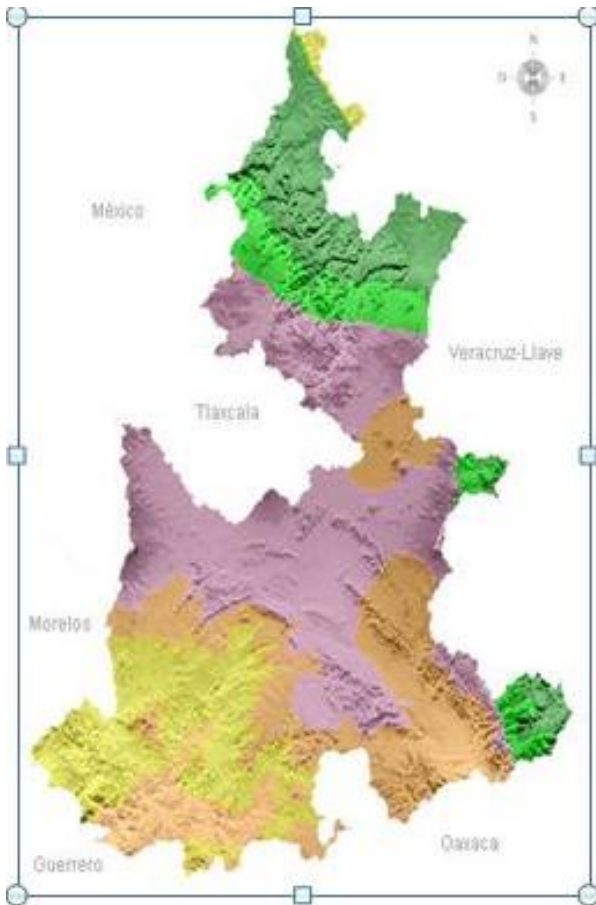 N
O E
S
México
Veracruz-Llave
Tlaxcala
Morelos
Oaxaca
Guerrero